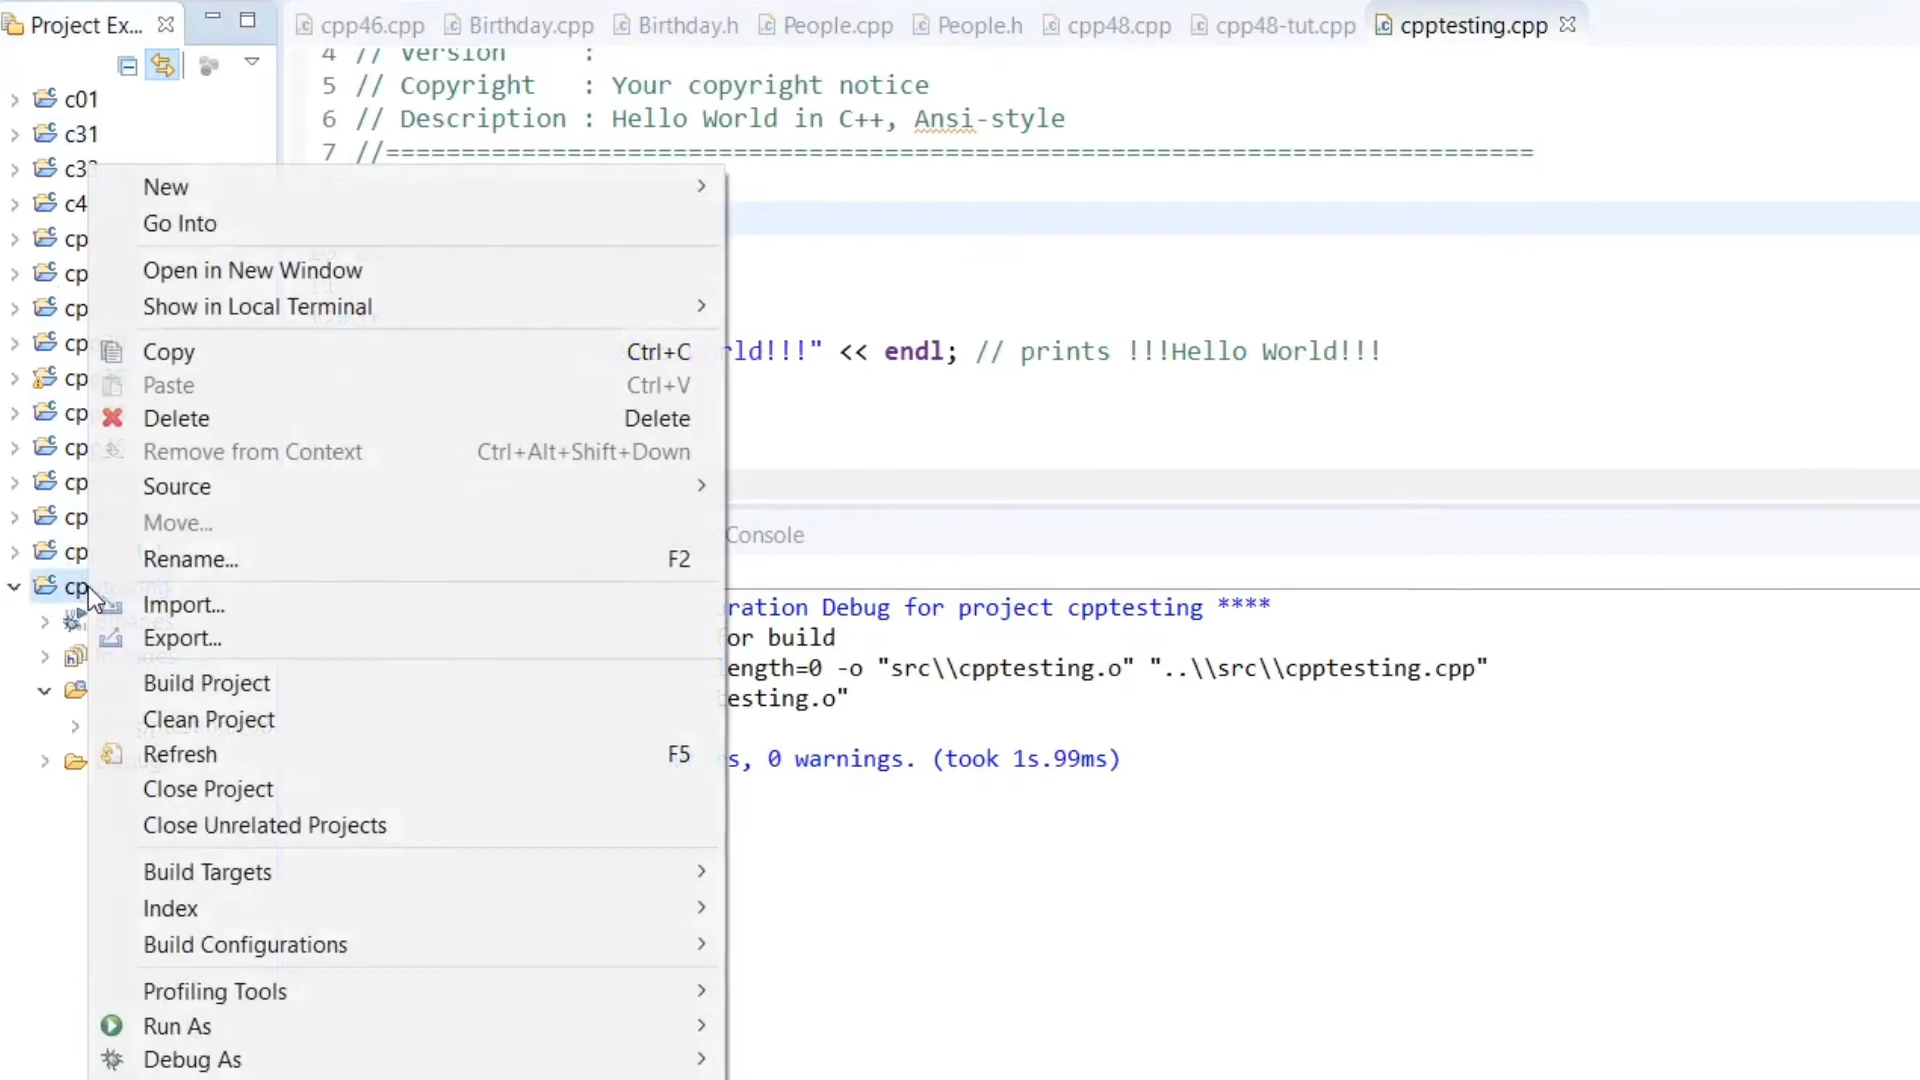 Project Ex...
cpp46.cpp
Birthday.cpp
Birthday.h
People.cpp
People.h
cpp48.cpp
cpp48-tut.cpp
cpptesting.cpp
4 // Version :
5 // Copyright : Your copyright notice
6 // Description : Hello World in C++, Ansi-style
7 //============================================================================
c01
c31
c3
c4
cp
cp
cp
cp
cp
cp
cp
cp
cp
cp
cp
New
Go Into
Open in New Window
Show in Local Terminal
Copy Ctrl+C
Paste Ctrl+V
Delete Delete
Remove from Context Ctrl+Alt+Shift+Down
Source
Move...
Rename... F2
Import...
Export...
Build Project
Clean Project
Refresh F5
Close Project
Close Unrelated Projects
Build Targets
Index
Build Configurations
Profiling Tools
Run As
Debug As
rld!!!" << endl; // prints !!!Hello World!!!
Console
ration Debug for project cpptesting ****
or build
ength=0 -o "src\\cpptesting.o" "..\\src\\cpptesting.cpp"
esting.o"
s, 0 warnings. (took 1s.99ms)